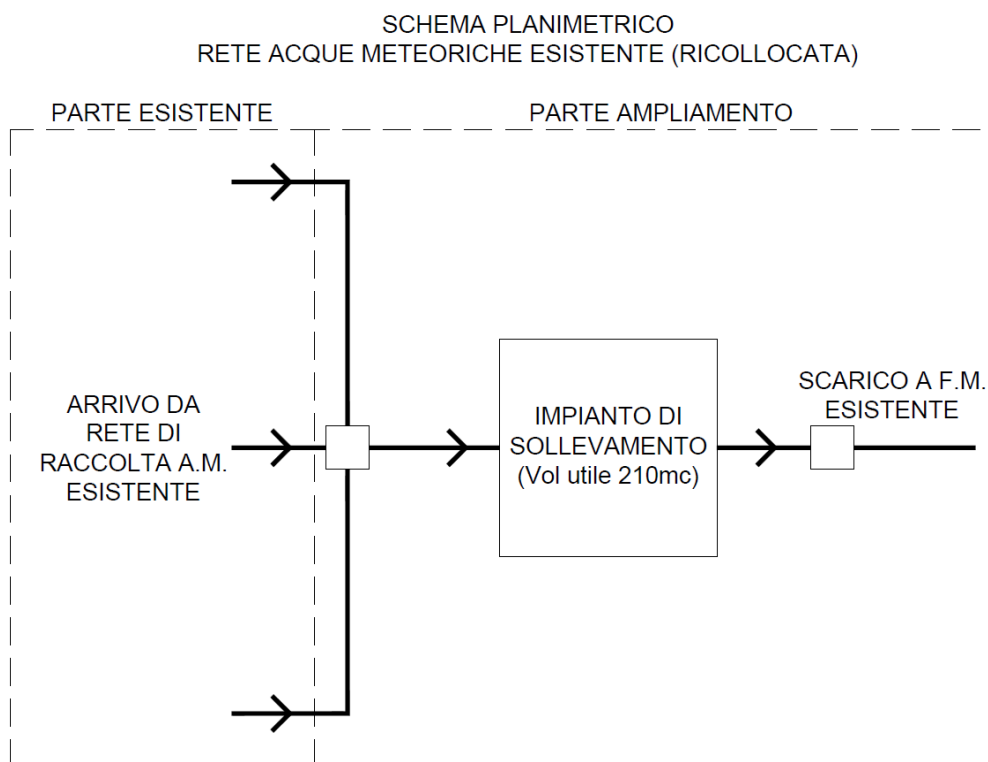 SCHEMA PLANIMETRICO
RETE ACQUE METEORICHE ESISTENTE (RICOLLOCATA)
PARTE ESISTENTE
PARTE AMPLIAMENTO
ARRIVO DA
RETE DI
RACCOLTA A.M.
ESISTENTE
IMPIANTO DI
SOLLEVAMENTO
(Vol utile 210mc)
SCARICO A F.M.
ESISTENTE